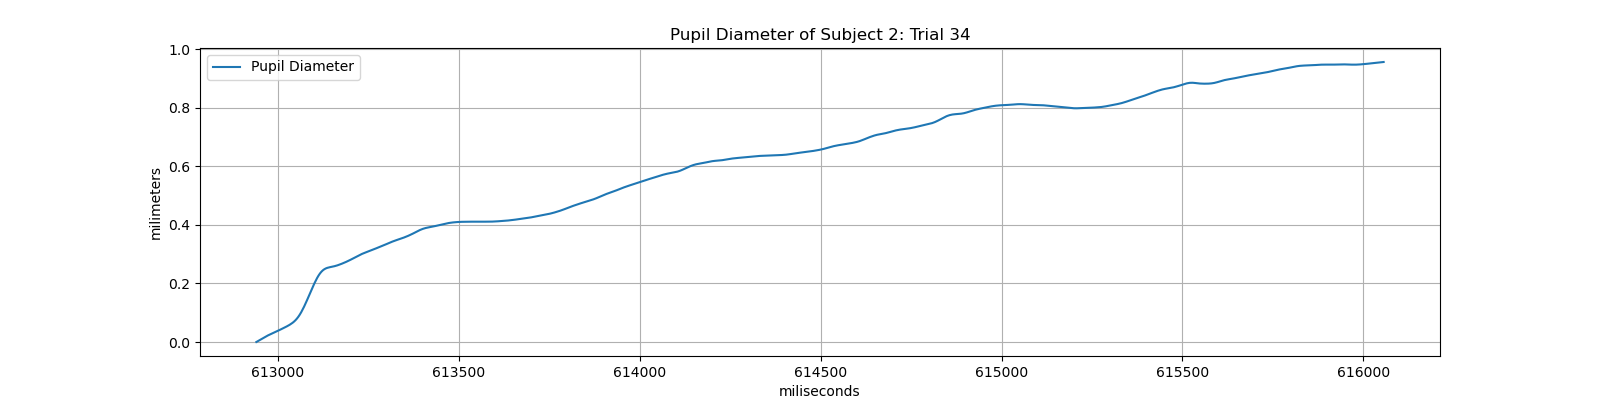 Pupil Diameter of Subject 2: Trial 34
Pupil Diameter
milimeters
1.0
0.8
0.6
0.4
0.2
0.0
613000 613500 614000 614500 615000 615500 616000
miliseconds